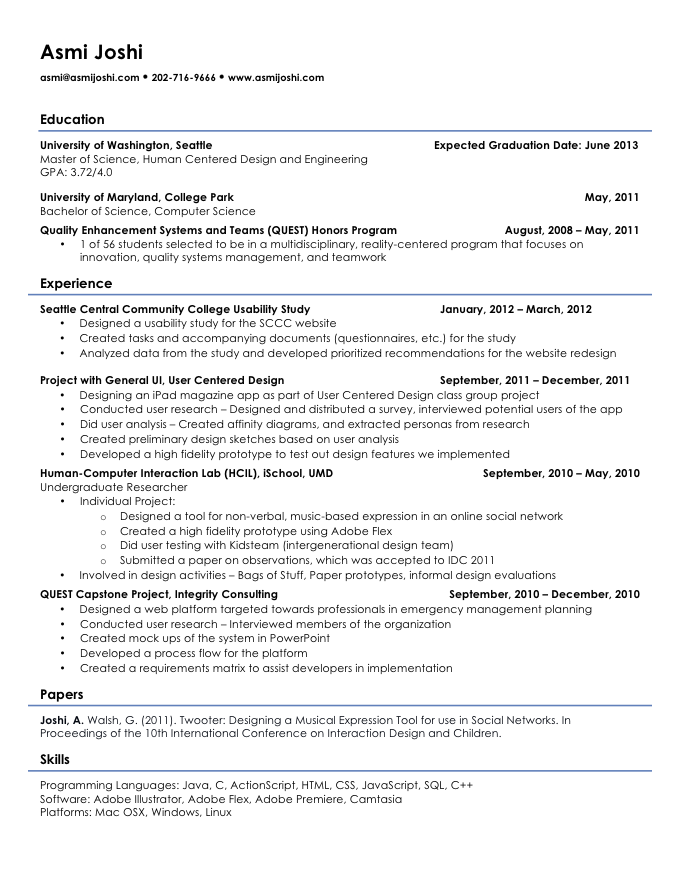 Asmi Joshi
asmi@asmijoshi.com • 202-716-9666 • www.asmijoshi.com
Education
University of Washington, Seattle Expected Graduation Date: June 2013
Master of Science, Human Centered Design and Engineering
GPA: 3.72/4.0
University of Maryland, College Park May, 2011
Bachelor of Science, Computer Science
Quality Enhancement Systems and Teams (QUEST) Honors Program August, 2008 – May, 2011
• 1 of 56 students selected to be in a multidisciplinary, reality-centered program that focuses on
innovation, quality systems management, and teamwork
Experience
Seattle Central Community College Usability Study January, 2012 – March, 2012
• Designed a usability study for the SCCC website
• Created tasks and accompanying documents (questionnaires, etc.) for the study
• Analyzed data from the study and developed prioritized recommendations for the website redesign
Project with General UI, User Centered Design September, 2011 – December, 2011
• Designing an iPad magazine app as part of User Centered Design class group project
• Conducted user research – Designed and distributed a survey, interviewed potential users of the app
• Did user analysis – Created affinity diagrams, and extracted personas from research
• Created preliminary design sketches based on user analysis
• Developed a high fidelity prototype to test out design features we implemented
Human-Computer Interaction Lab (HCIL), iSchool, UMD September, 2010 – May, 2010
Undergraduate Researcher
• Individual Project:
o Designed a tool for non-verbal, music-based expression in an online social network
o Created a high fidelity prototype using Adobe Flex
o Did user testing with Kidsteam (intergenerational design team)
o Submitted a paper on observations, which was accepted to IDC 2011
• Involved in design activities – Bags of Stuff, Paper prototypes, informal design evaluations
QUEST Capstone Project, Integrity Consulting September, 2010 – December, 2010
• Designed a web platform targeted towards professionals in emergency management planning
• Conducted user research – Interviewed members of the organization
• Created mock ups of the system in PowerPoint
• Developed a process flow for the platform
• Created a requirements matrix to assist developers in implementation
Papers
Joshi, A. Walsh, G. (2011). Twooter: Designing a Musical Expression Tool for use in Social Networks. In
Proceedings of the 10th International Conference on Interaction Design and Children.
Skills
Programming Languages: Java, C, ActionScript, HTML, CSS, JavaScript, SQL, C++
Software: Adobe Illustrator, Adobe Flex, Adobe Premiere, Camtasia
Platforms: Mac OSX, Windows, Linux